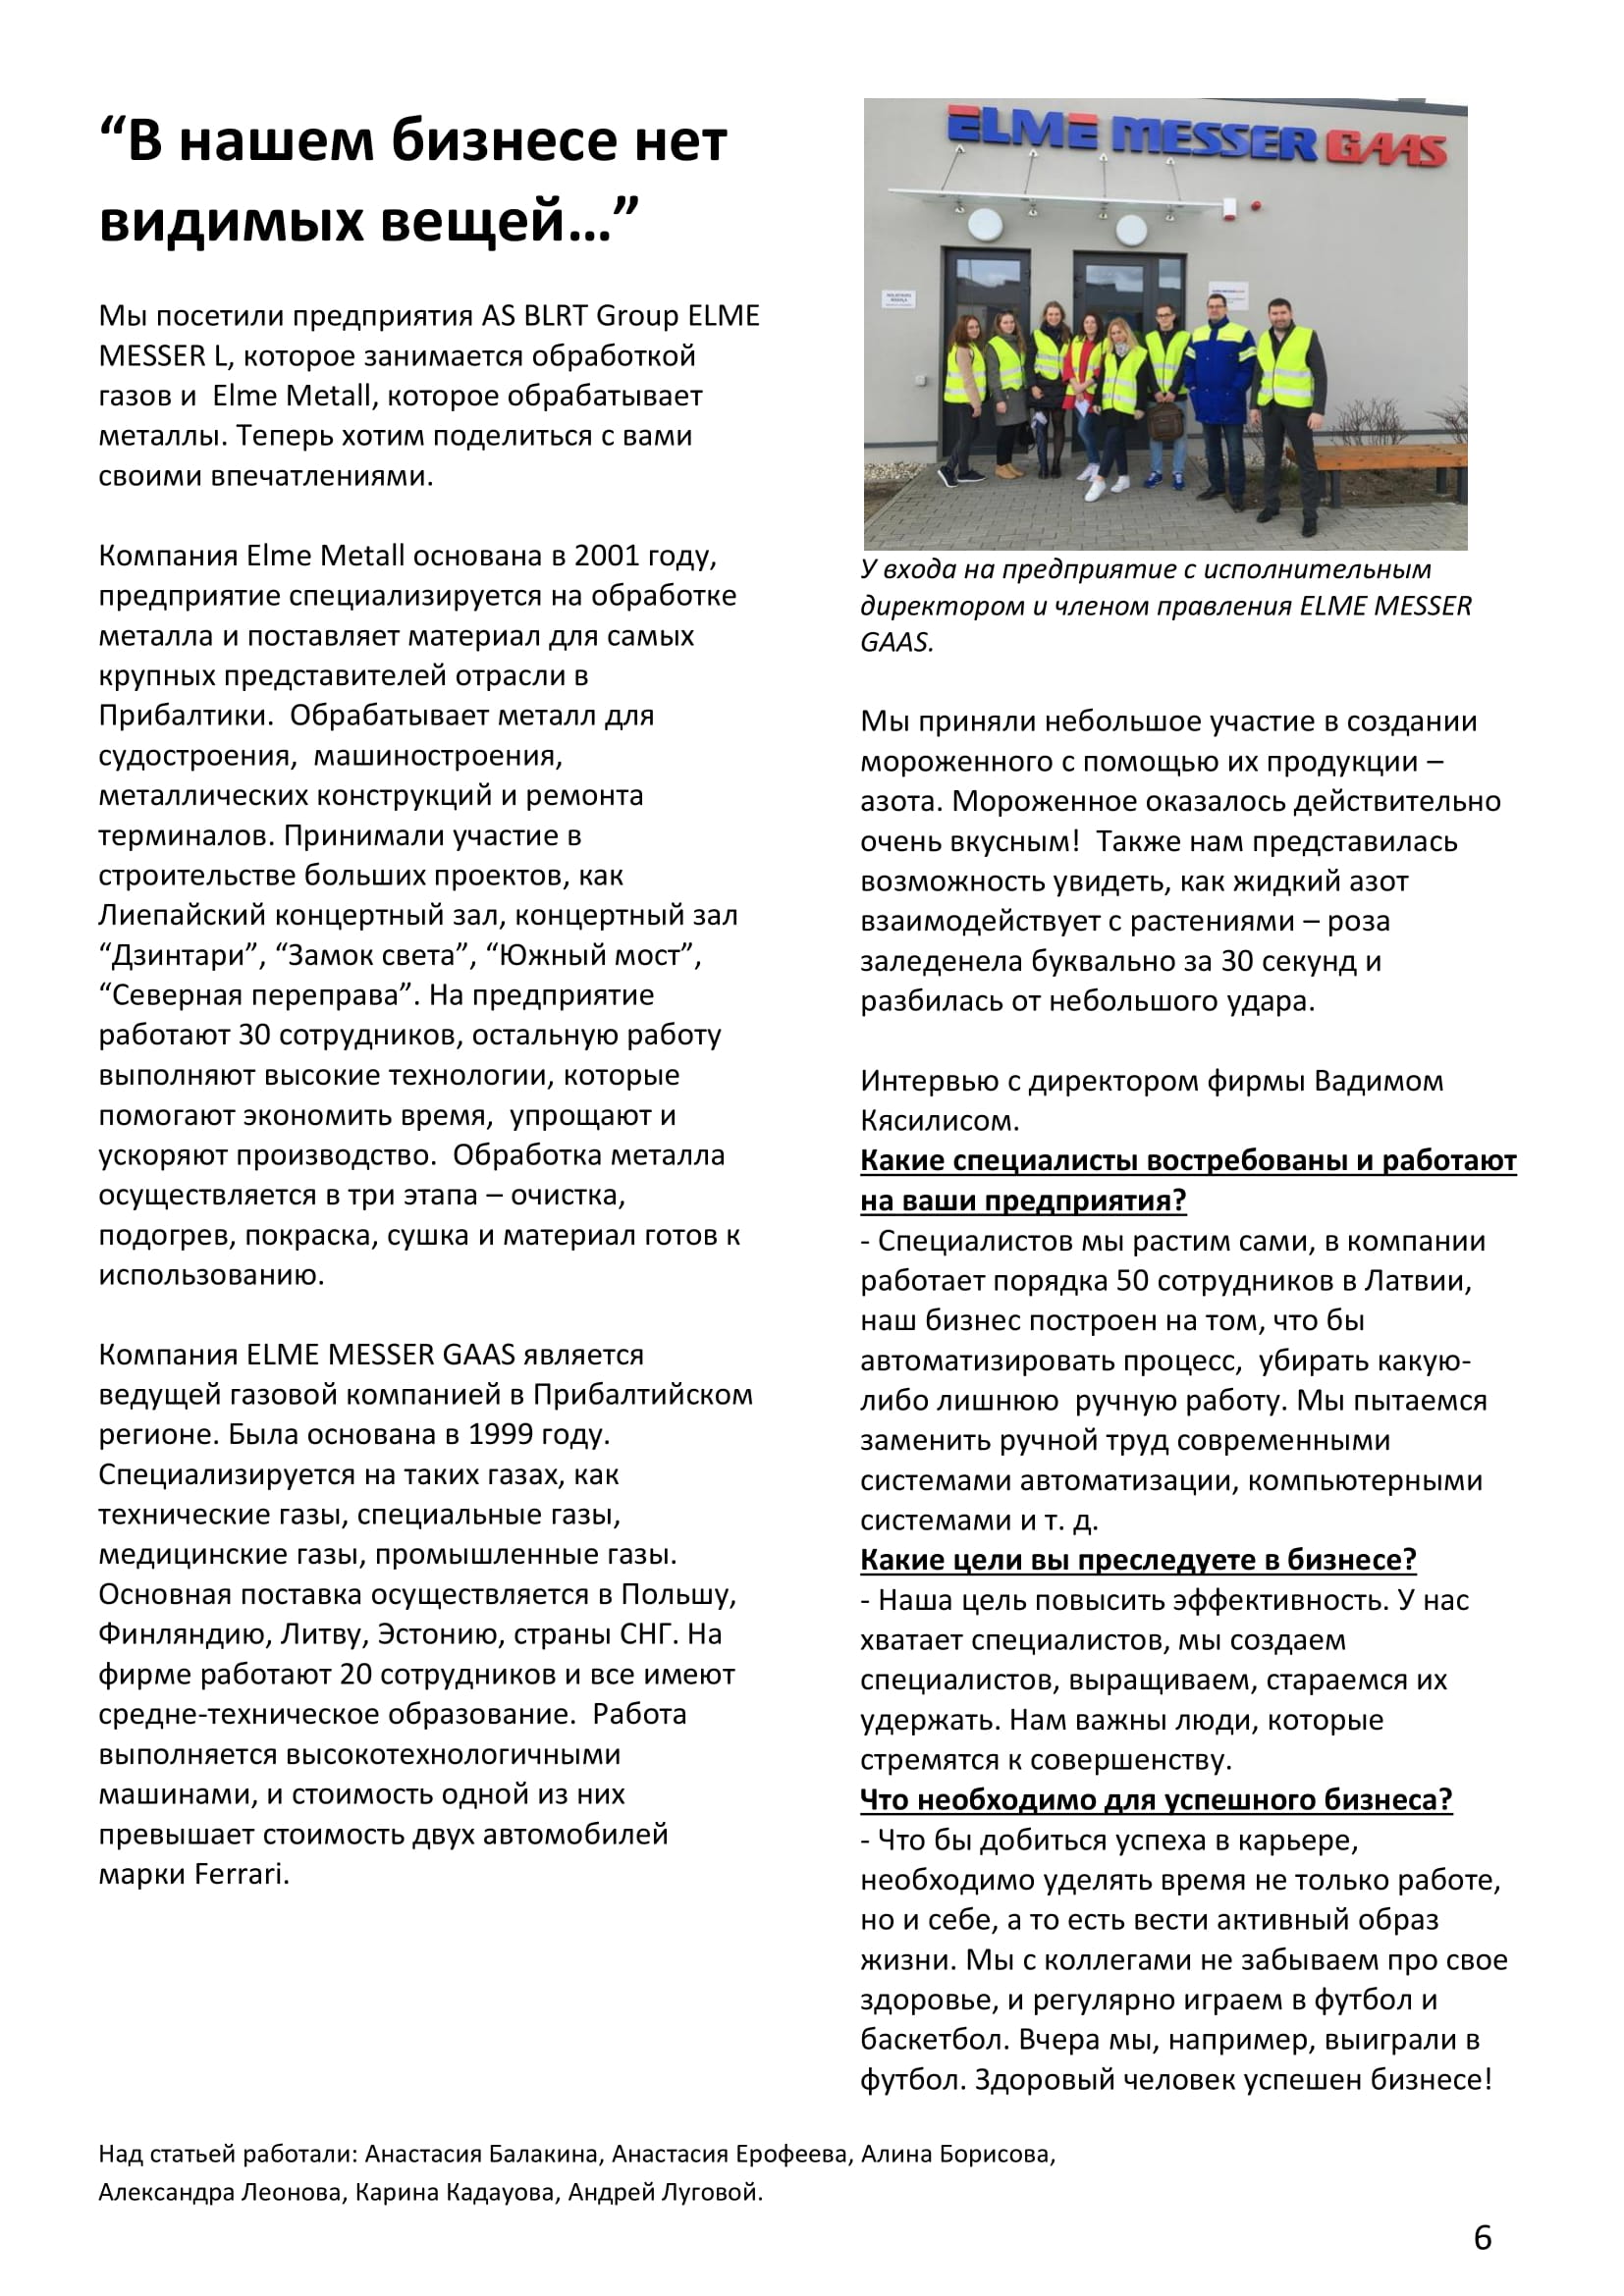 “В нашем бизнесе нет
видимых вещей…”
Мы посетили предприятия AS BLRT Group ELME
MESSER L, которое занимается обработкой
газов и  Elme Metall, которое обрабатывает
металлы. Теперь хотим поделиться с вами
своими впечатлениями.
Компания Elme Metall основана в 2001 году,
предприятие специализируется на обработке
металла и поставляет материал для самых
крупных представителей отрасли в
Прибалтики.  Обрабатывает металл для
судостроения,  машиностроения,
металлических конструкций и ремонта
терминалов. Принимали участие в
строительстве больших проектов, как
Лиепайский концертный зал, концертный зал
“Дзинтари”, “Замок света”, “Южный мост”,
“Северная переправа”. На предприятие
работают 30 сотрудников, остальную работу
выполняют высокие технологии, которые
помогают экономить время,  упрощают и
ускоряют производство.  Обработка металла
осуществляется в три этапа – очистка,
подогрев, покраска, сушка и материал готов к
использованию.
Компания ELME MESSER GAAS является
ведущей газовой компанией в Прибалтийском
регионе. Была основана в 1999 году.
Специализируется на таких газах, как
технические газы, специальные газы,
медицинские газы, промышленные газы.
Основная поставка осуществляется в Польшу,
Финляндию, Литву, Эстонию, страны СНГ. На
фирме работают 20 сотрудников и все имеют
средне-техническое образование.  Работа
выполняется высокотехнологичными
машинами, и стоимость одной из них
превышает стоимость двух автомобилей
марки Ferrari.
ELME MESSER GAAS
У входа на предприятие с исполнительным
директором и членом правления ELME MESSER
GAAS.
Мы приняли небольшое участие в создании
мороженного с помощью их продукции –
азота. Мороженное оказалось действительно
очень вкусным!  Также нам представилась
возможность увидеть, как жидкий азот
взаимодействует с растениями – роза
заледенела буквально за 30 секунд и
разбилась от небольшого удара.
Интервью с директором фирмы Вадимом
Кясилисом.
Какие специалисты востребованы и работают
на ваши предприятия?
- Специалистов мы растим сами, в компании
работает порядка 50 сотрудников в Латвии,
наш бизнес построен на том, что бы
автоматизировать процесс,  убирать какую-
либо лишнюю  ручную работу. Мы пытаемся
заменить ручной труд современными
системами автоматизации, компьютерными
системами и т. д.
Какие цели вы преследуете в бизнесе?
- Наша цель повысить эффективность. У нас
хватает специалистов, мы создаем
специалистов, выращиваем, стараемся их
удержать. Нам важны люди, которые
стремятся к совершенству.
Что необходимо для успешного бизнеса?
- Что бы добиться успеха в карьере,
необходимо уделять время не только работе,
но и себе, а то есть вести активный образ
жизни. Мы с коллегами не забываем про свое
здоровье, и регулярно играем в футбол и
баскетбол. Вчера мы, например, выиграли в
футбол. Здоровый человек успешен бизнесе!
Над статьей работали: Анастасия Балакина, Анастасия Ерофеева, Алина Борисова,
Александра Леонова, Карина Кадауова, Андрей Луговой.
6